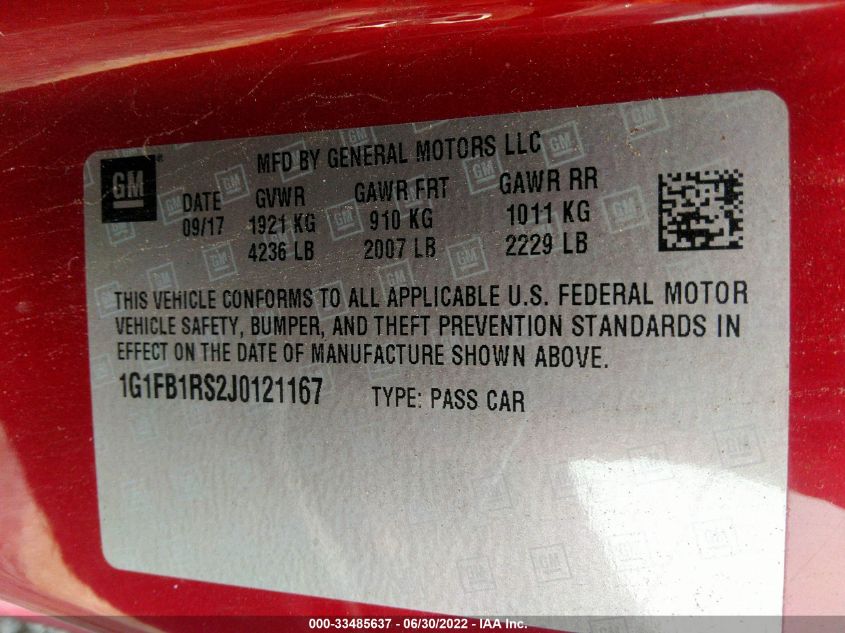 GM
MFD BY GENERAL MOTORS LLC
DATE GVWR GAWR FRT GAWR RR
09/17 1921 KG 910 KG 1011 KG
4236 LB 2007 LB 2229 LB
THIS VEHICLE CONFORMS TO ALL APPLICABLE U.S. FEDERAL MOTOR
VEHICLE SAFETY, BUMPER, AND THEFT PREVENTION STANDARDS IN
EFFECT ON THE DATE OF MANUFACTURE SHOWN ABOVE.
1G1FB1RS2J0121167 TYPE: PASS CAR
000-33485637 - 06/30/2022 - IAA Inc.